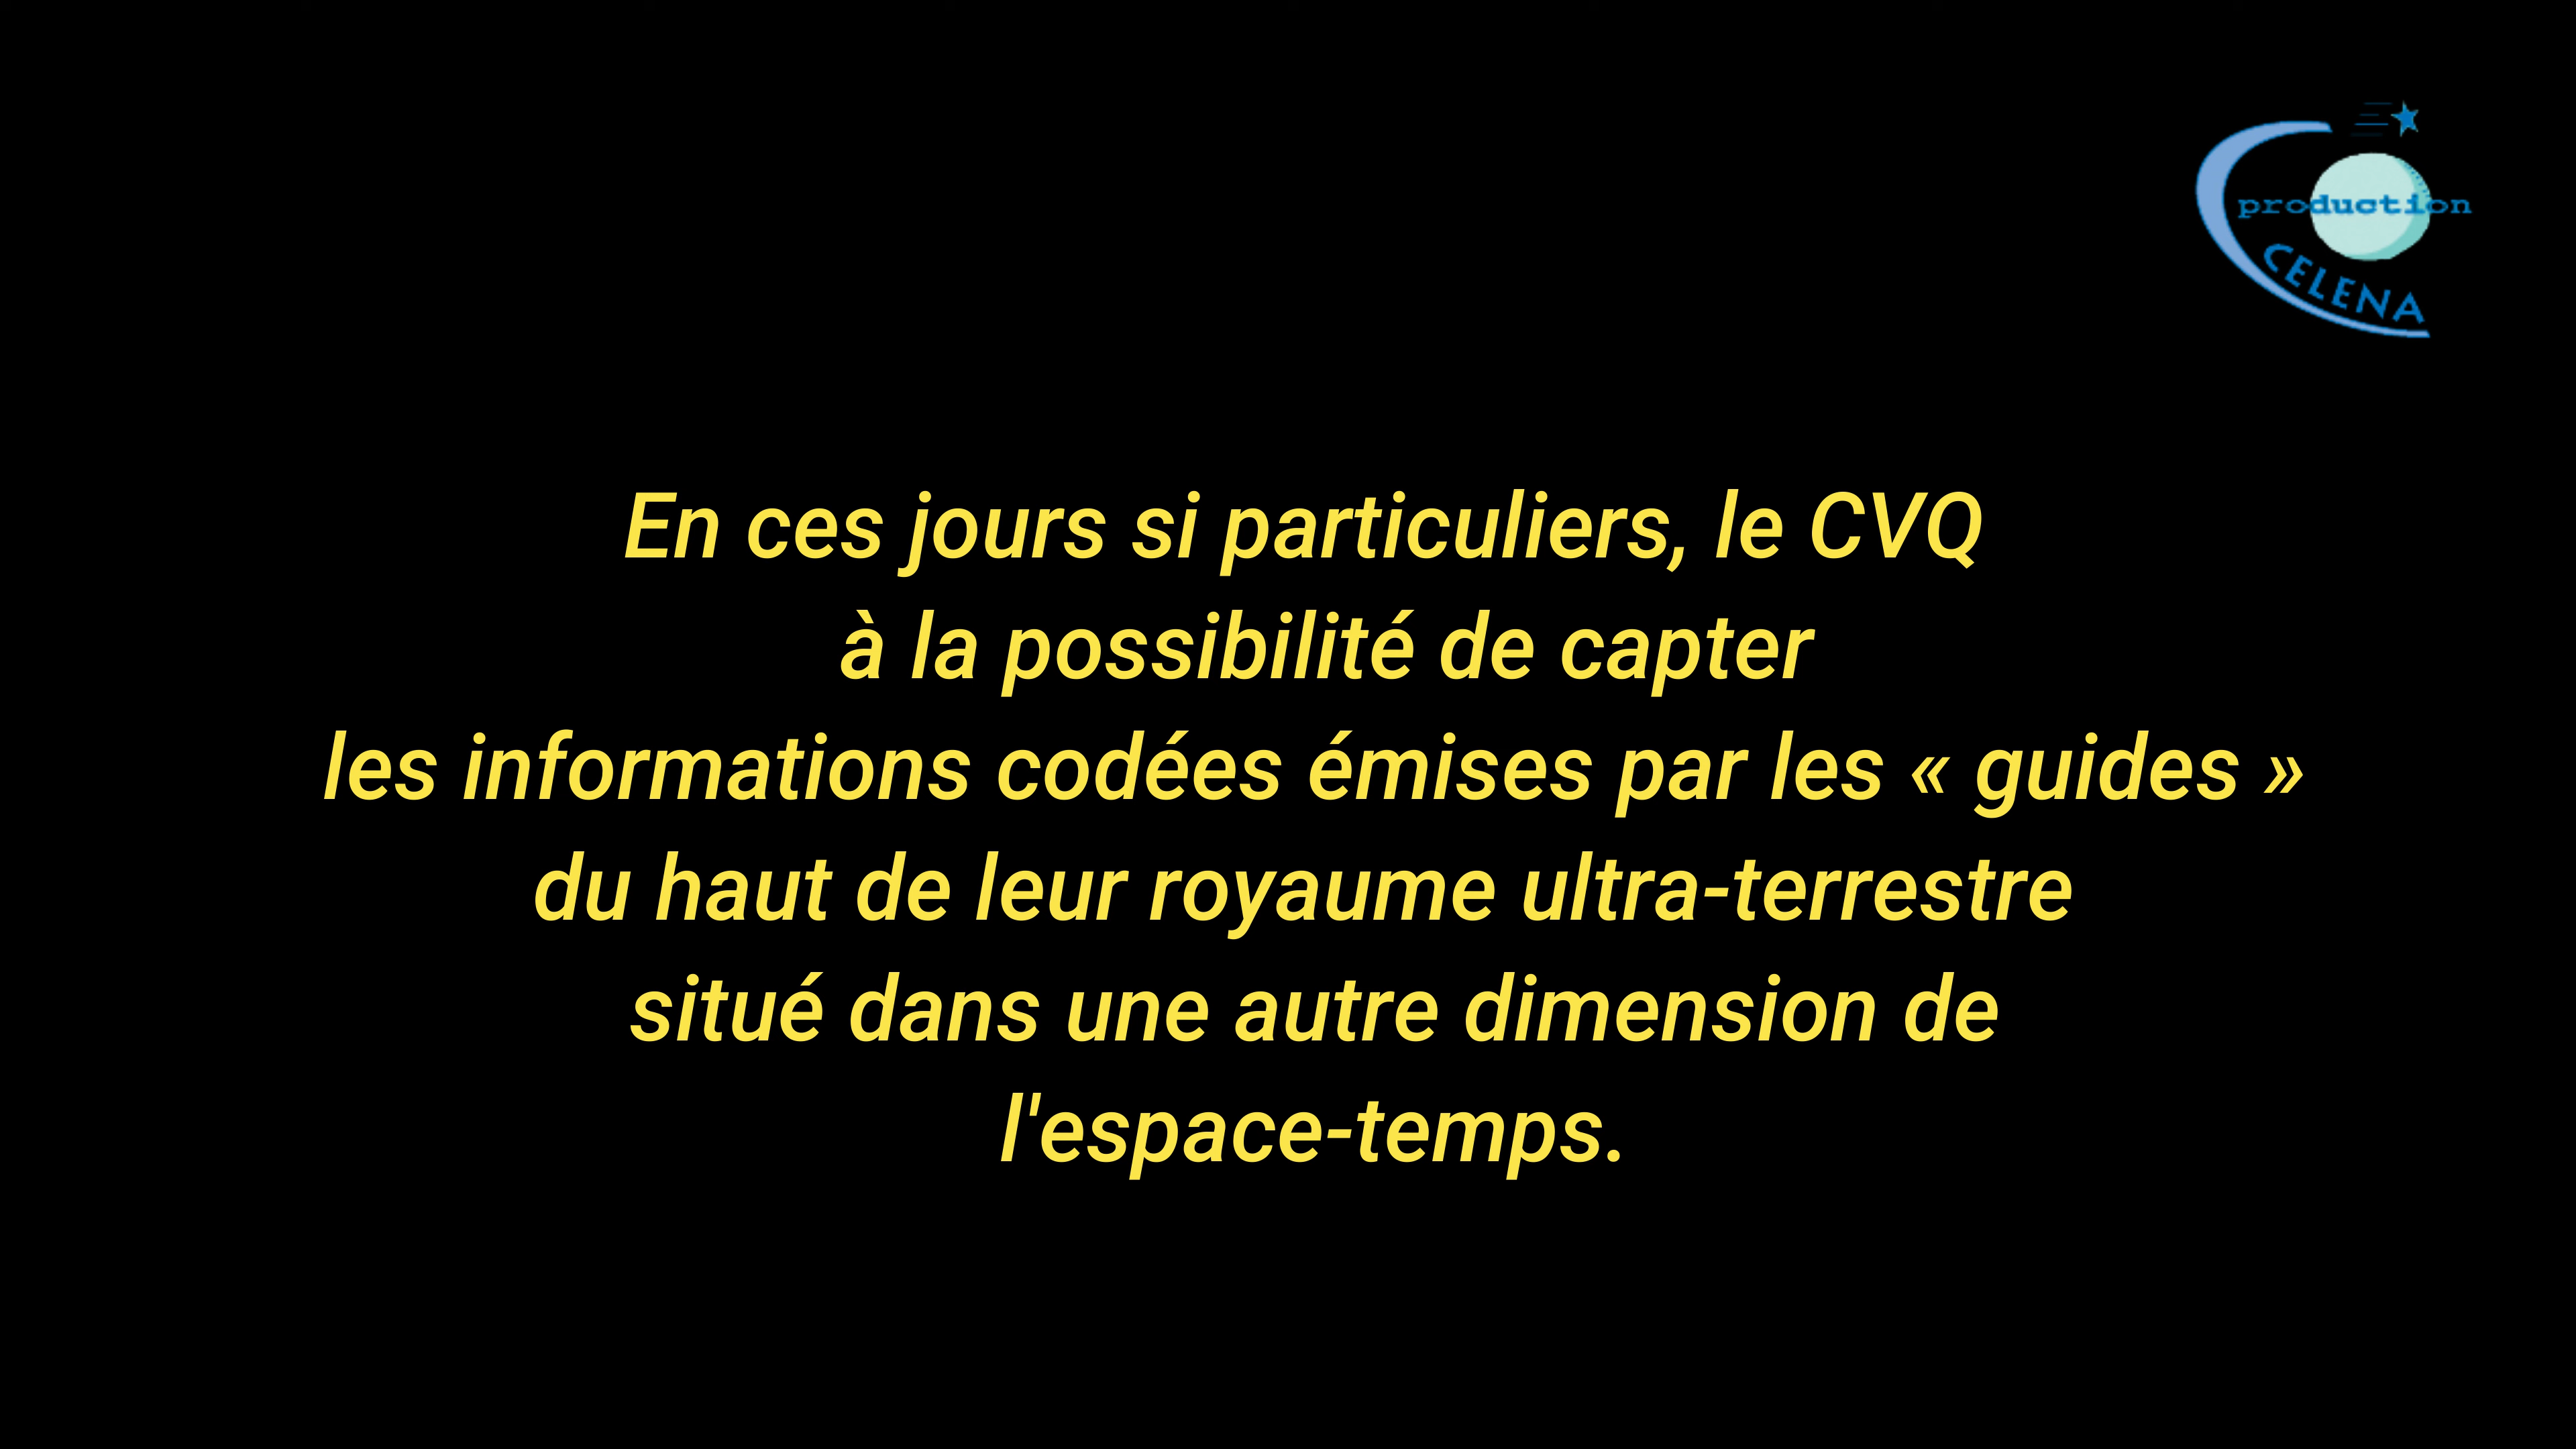 production
CELENA
En ces jours si particuliers, le CVQ
à la possibilité de capter
les informations codées émises par les « guides »
du haut de leur royaume ultra-terrestre
situé dans une autre dimension de
l'espace-temps.